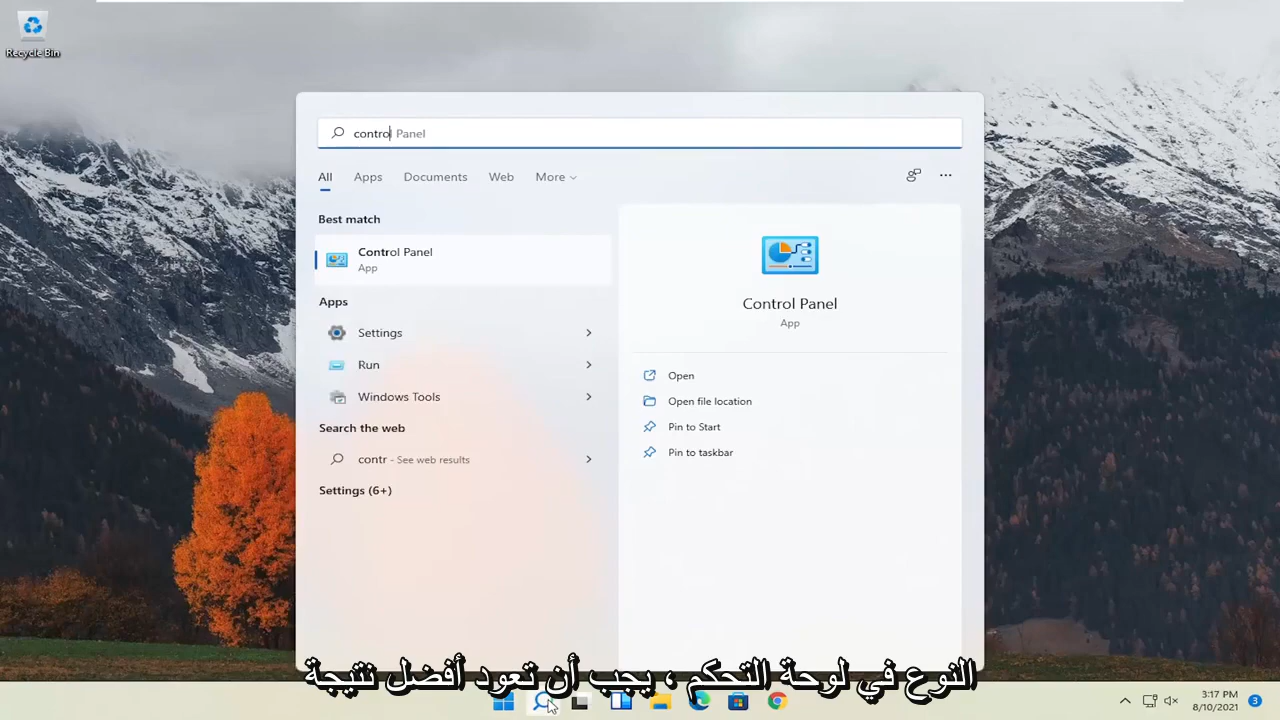 Recycle Bin
control Panel
All Apps Documents Web More
Best match
Control Panel
App
Apps
Settings
Run
Windows Tools
Search the web
contr - See web results
Settings (6+)
Control Panel
App
Open
Open file location
Pin to Start
Pin to taskbar
النوع في لوحة التحكم ، يجب أن تعود أفضل نتيجة
3:17 PM
8/10/2021
3